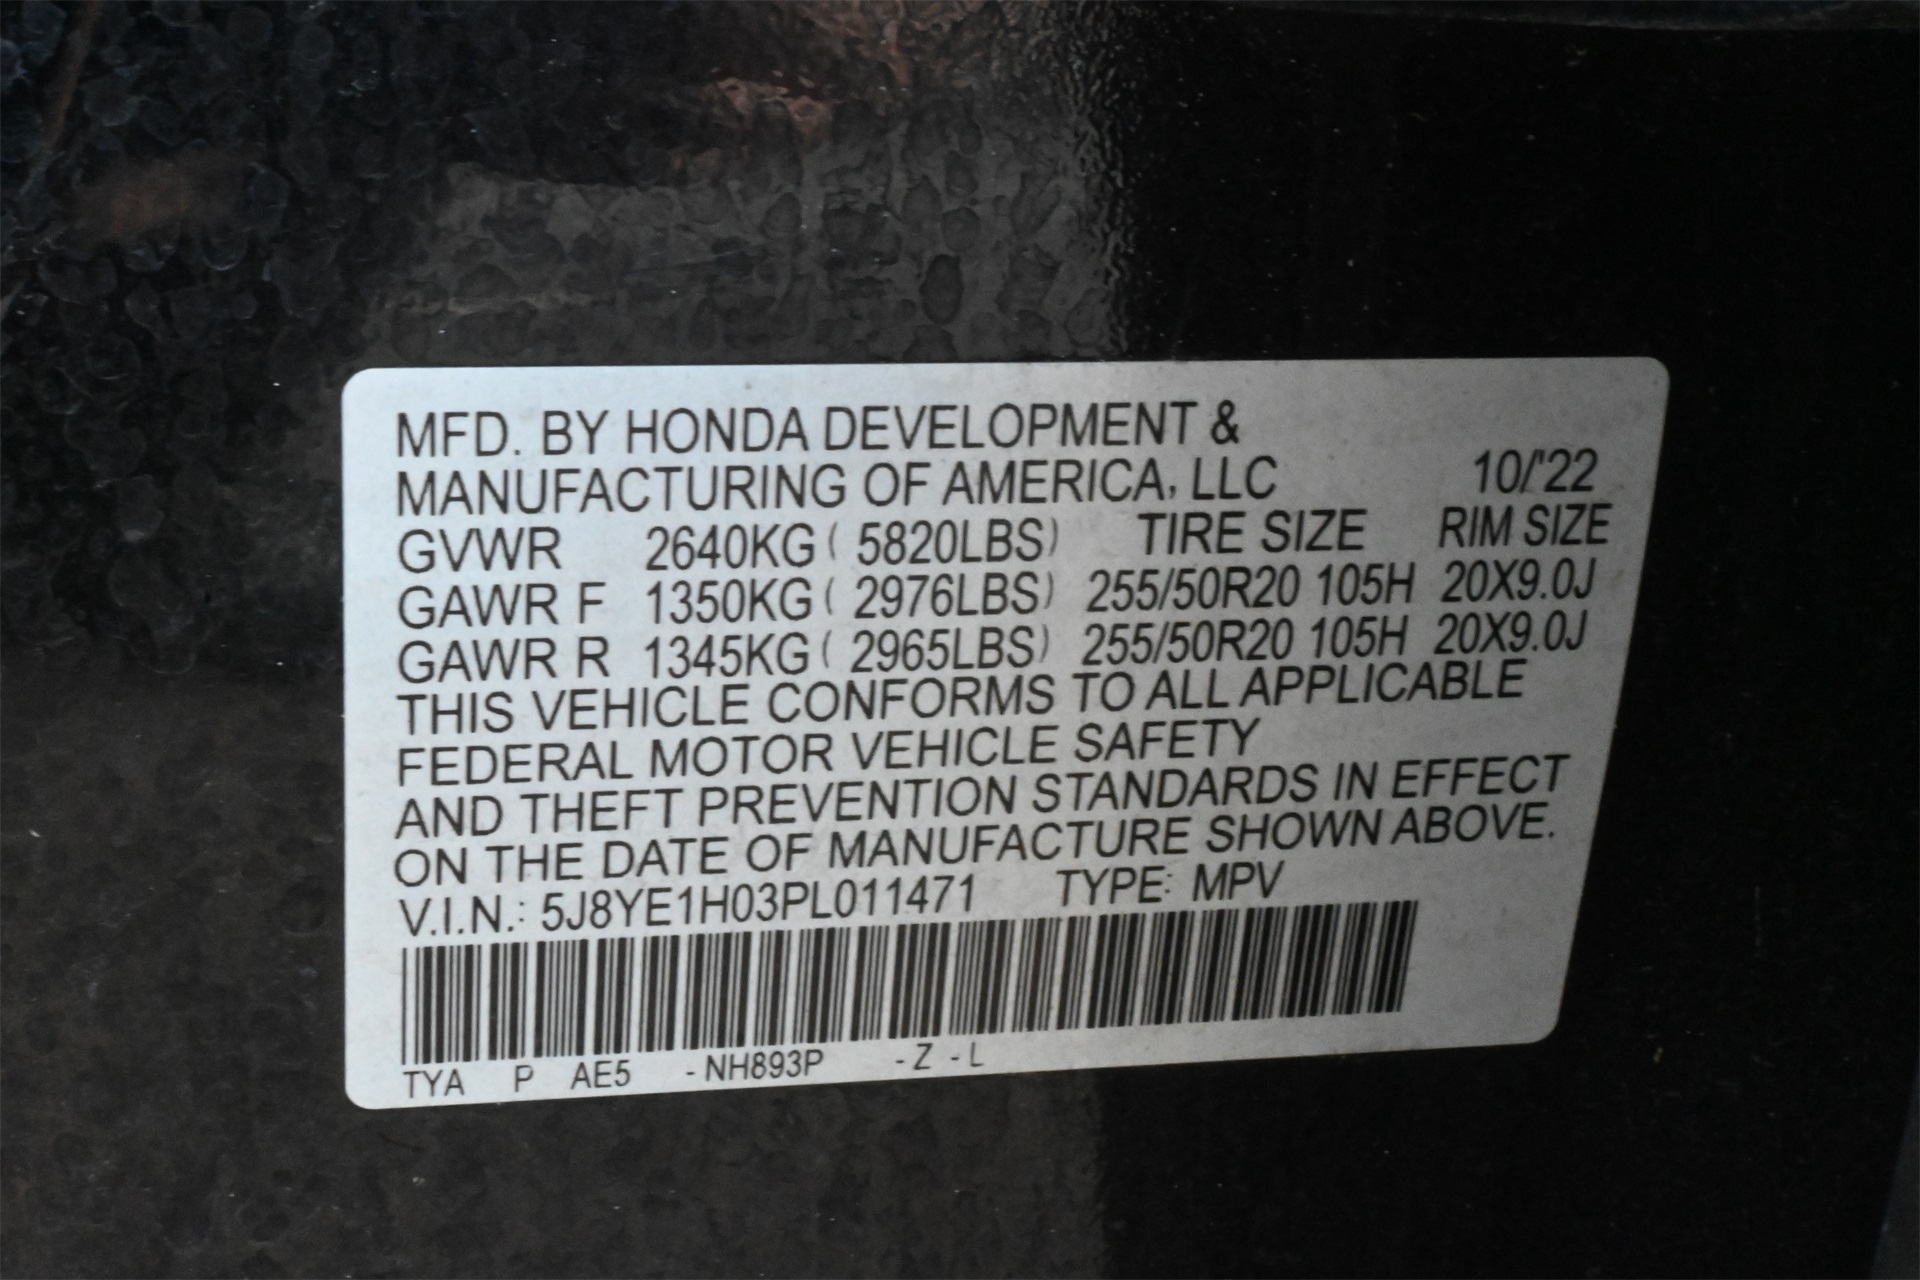 MFD. BY HONDA DEVELOPMENT &
MANUFACTURING OF AMERICA, LLC 10/'22
GVWR 2640KG ( 5820LBS) TIRE SIZE RIM SIZE
GAWR F 1350KG ( 2976LBS) 255/50R20 105H 20X9.0J
GAWR R 1345KG ( 2965LBS) 255/50R20 105H 20X9.0J
THIS VEHICLE CONFORMS TO ALL APPLICABLE
FEDERAL MOTOR VEHICLE SAFETY
AND THEFT PREVENTION STANDARDS IN EFFECT
ON THE DATE OF MANUFACTURE SHOWN ABOVE.
V.I.N.: 5J8YE1H03PL011471 TYPE: MPV
TYA P AE5 - NH893P - Z - L